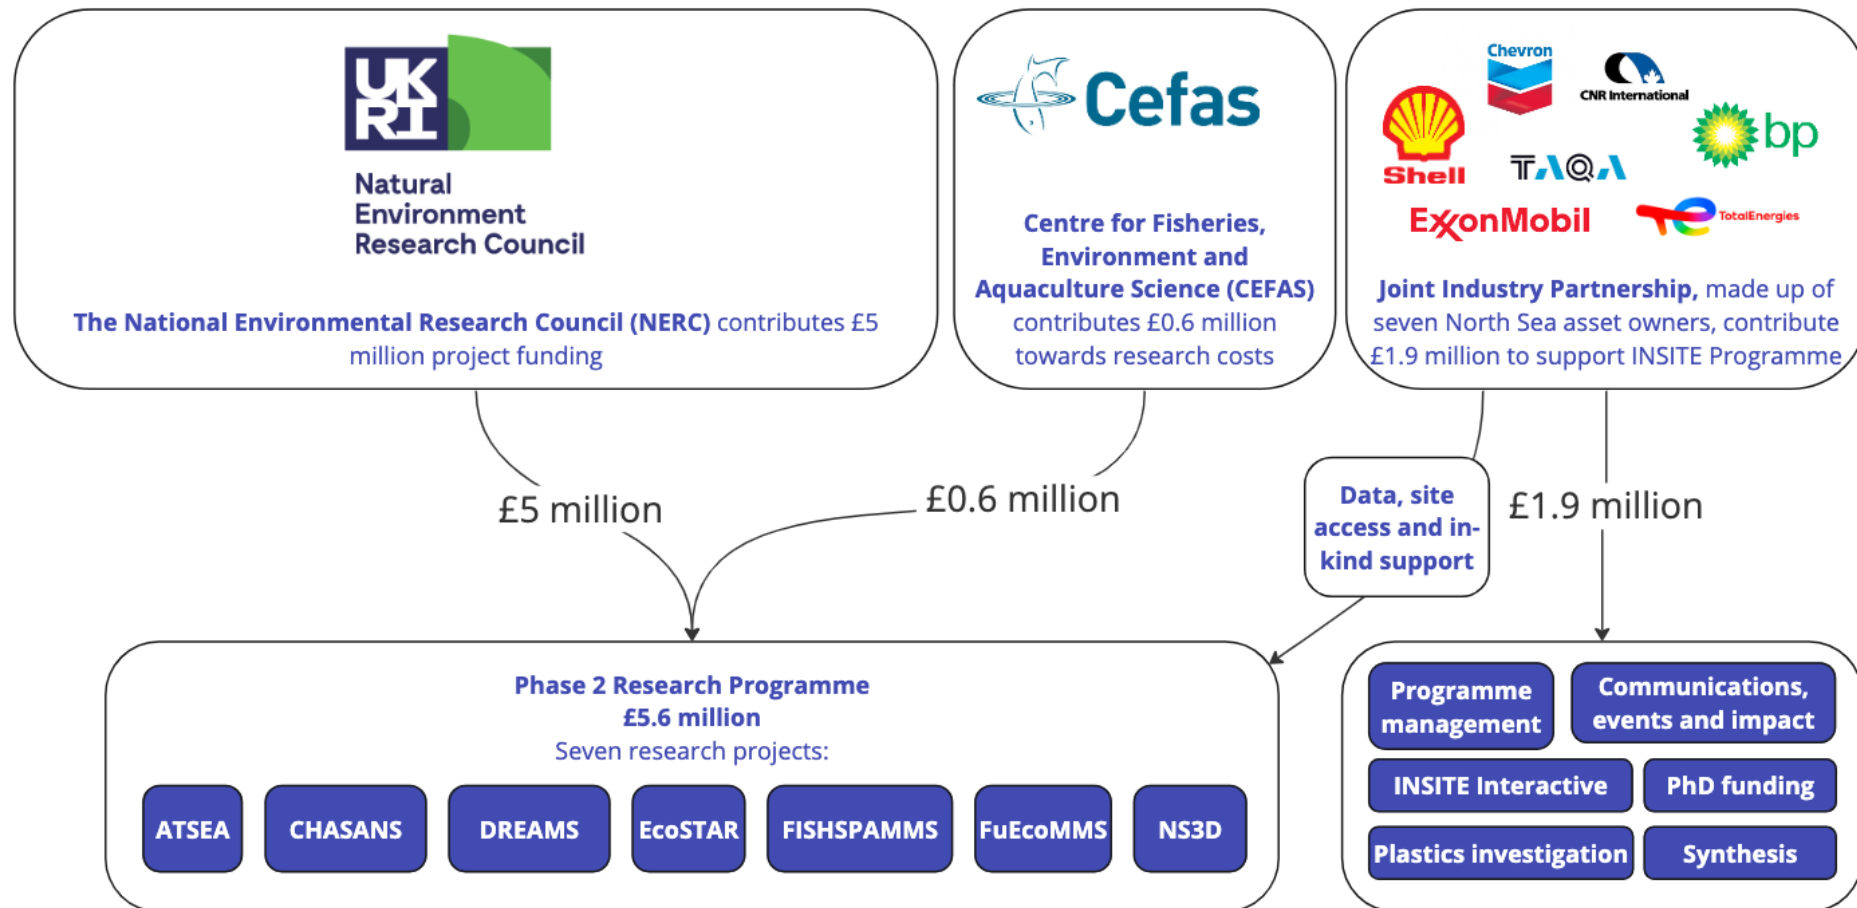 UK
RI
Natural
Environment
Research Council
The National Environmental Research Council (NERC) contributes £5
million project funding
Cefas
Centre for Fisheries,
Environment and
Aquaculture Science (CEFAS)
contributes £0.6 million
towards research costs
Chevron
CNR International
Shell
TAQA
bp
ExxonMobil
TotalEnergies
Joint Industry Partnership, made up of
seven North Sea asset owners, contribute
£1.9 million to support INSITE Programme
£5 million
£0.6 million
Data, site
access and in-
kind support
£1.9 million
Phase 2 Research Programme
£5.6 million
Seven research projects:
ATSEA
CHASANS
DREAMS
EcoSTAR
FISHSPAMMS
FuEcoMMS
NS3D
Programme
management
Communications,
events and impact
INSITE Interactive
PhD funding
Plastics investigation
Synthesis